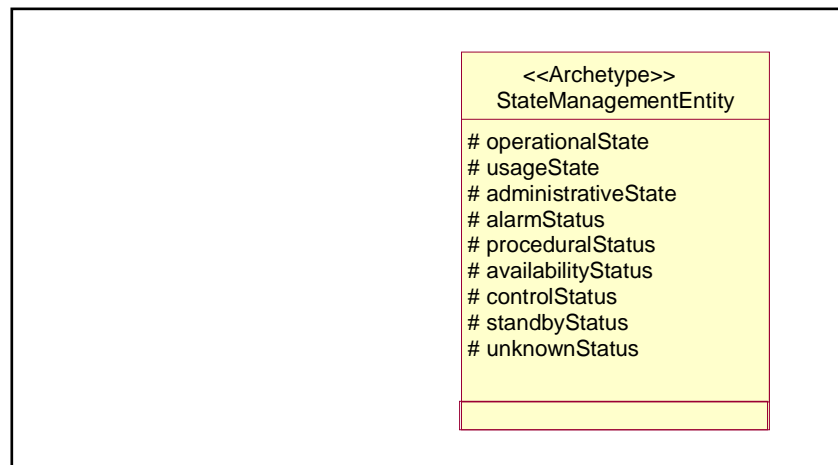 <<Archetype>>
StateManagementEntity
# operationalState
# usageState
# administrativeState
# alarmStatus
# proceduralStatus
# availabilityStatus
# controlStatus
# standbyStatus
# unknownStatus